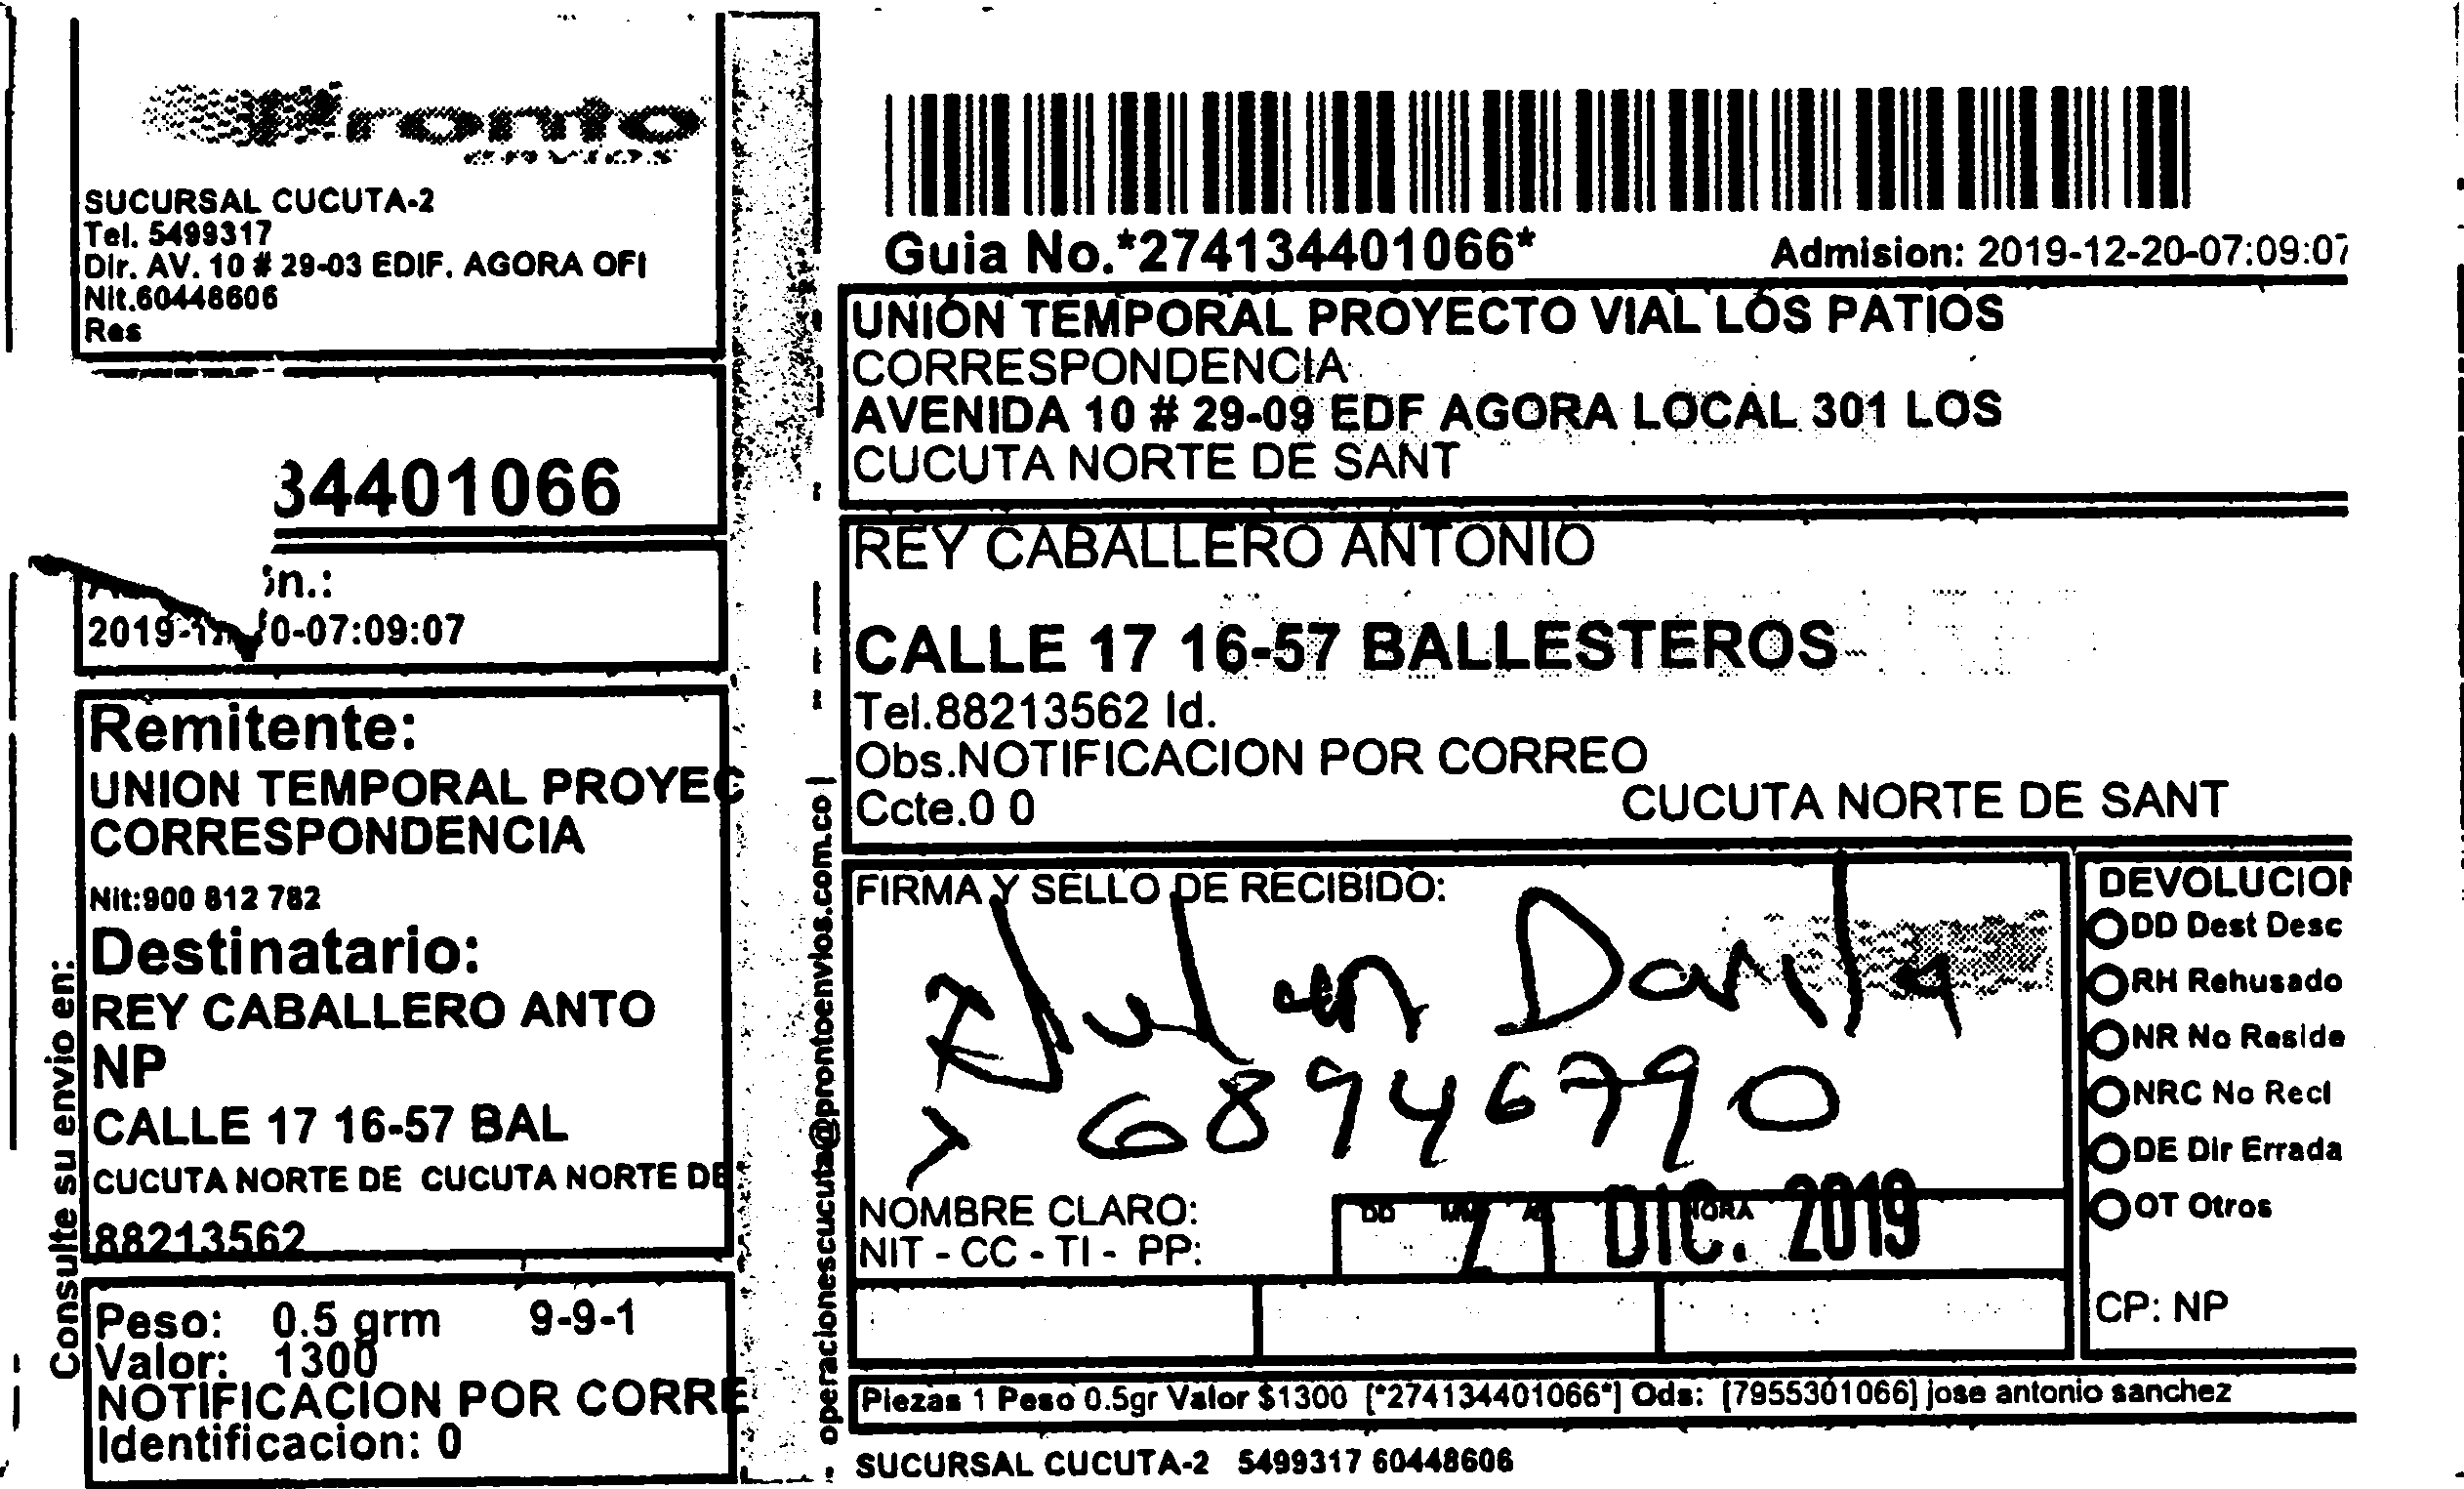 Pronto
envios
SUCURSAL CUCUTA-2
Tel. 5499317
Dir. AV. 10 # 29-03 EDIF. AGORA OFI
Nit.60448606
Res
34401066
2019-1 0-07:09:07
Remitente:
UNION TEMPORAL PROYEC
CORRESPONDENCIA
Nit:900 812 782
Destinatario:
REY CABALLERO ANTO
NP
CALLE 17 16-57 BAL
CUCUTA NORTE DE CUCUTA NORTE DE
88213562
Peso: 0.5 grm 9-9-1
Valor: 1300
NOTIFICACION POR CORRE
Identificacion: 0
Consulte su envio en:
operacionescucuta@prontoenvios.com.co
Guia No.*274134401066*
Admision: 2019-12-20-07:09:07
UNION TEMPORAL PROYECTO VIAL LOS PATIOS
CORRESPONDENCIA
AVENIDA 10 # 29-09 EDF AGORA LOCAL 301 LOS
CUCUTA NORTE DE SANT
REY CABALLERO ANTONIO
CALLE 17 16-57 BALLESTEROS
Tel.88213562 Id.
Obs.NOTIFICACION POR CORREO
Ccte.0 0
CUCUTA NORTE DE SANT
FIRMA Y SELLO DE RECIBIDO:
Davila
68946790
NOMBRE CLARO:
NIT - CC - TI - PP:
DD HORA
DIC. 2019
DEVOLUCION
DD Dest Desc
RH Rehusado
NR No Reside
NRC No Recl
DE Dir Errada
OT Otros
CP: NP
Piezas 1 Peso 0.5gr Valor $1300 [*274134401066*] Ods: [7955301066] jose antonio sanchez
SUCURSAL CUCUTA-2 5499317 60448606